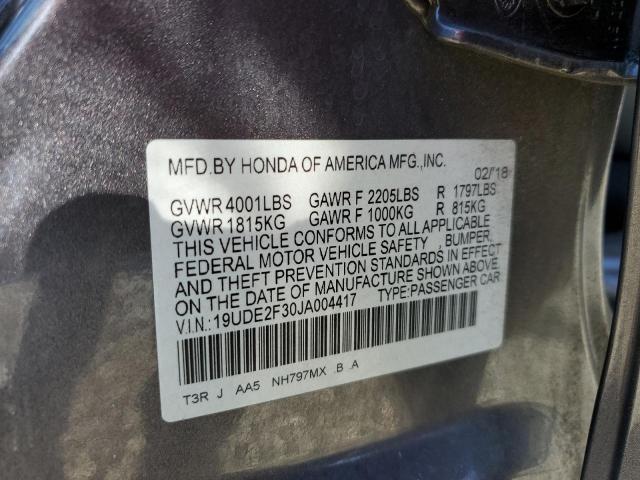 MFD.BY HONDA OF AMERICA MFG.,INC. 02/'18
GVWR 4001LBS GAWR F 2205LBS R 1797LBS
GVWR 1815KG GAWR F 1000KG R 815KG
THIS VEHICLE CONFORMS TO ALL APPLICABLE
FEDERAL MOTOR VEHICLE SAFETY , BUMPER,
AND THEFT PREVENTION STANDARDS IN EFFECT
ON THE DATE OF MANUFACTURE SHOWN ABOVE.
V.I.N.: 19UDE2F30JA004417 TYPE:PASSENGER CAR
T3R J AA5 NH797MX .B .A